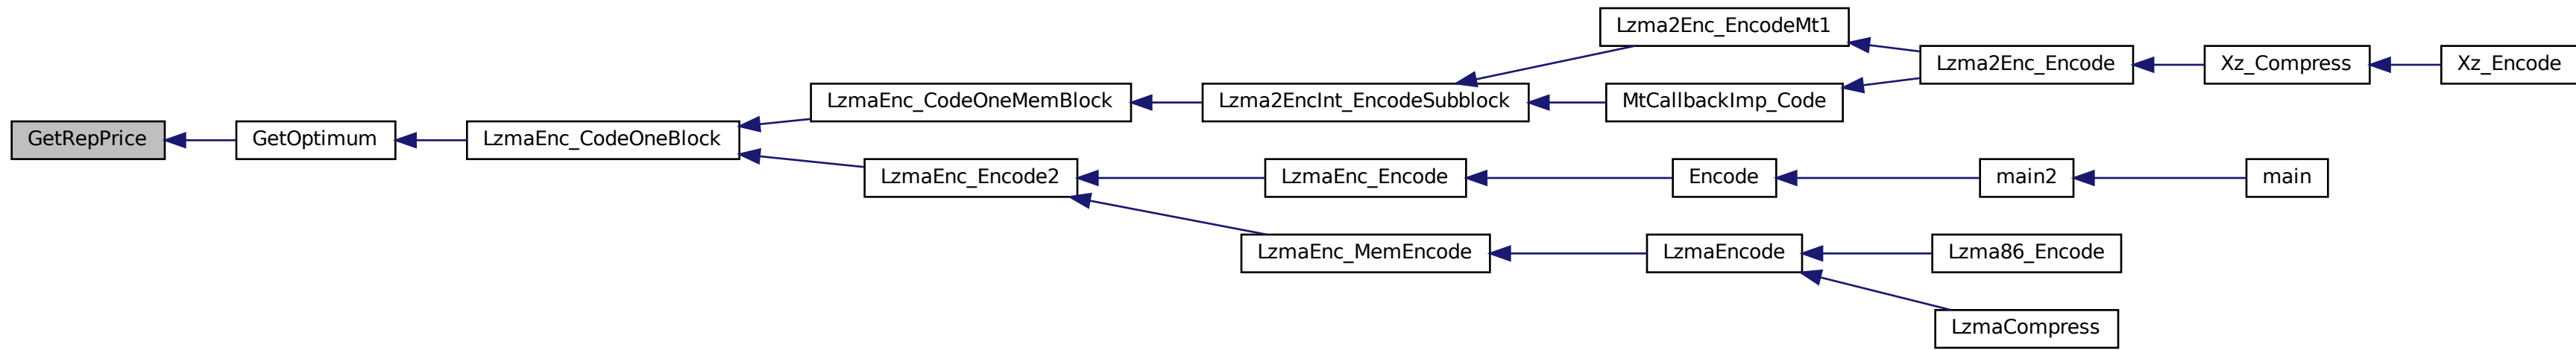 Lzma2Enc_EncodeMt1
Lzma2Enc_Encode
Xz_Compress
Xz_Encode
LzmaEnc_CodeOneMemBlock
Lzma2EncInt_EncodeSubblock
MtCallbackImp_Code
GetRepPrice
GetOptimum
LzmaEnc_CodeOneBlock
LzmaEnc_Encode2
LzmaEnc_Encode
Encode
main2
main
LzmaEnc_MemEncode
LzmaEncode
Lzma86_Encode
LzmaCompress